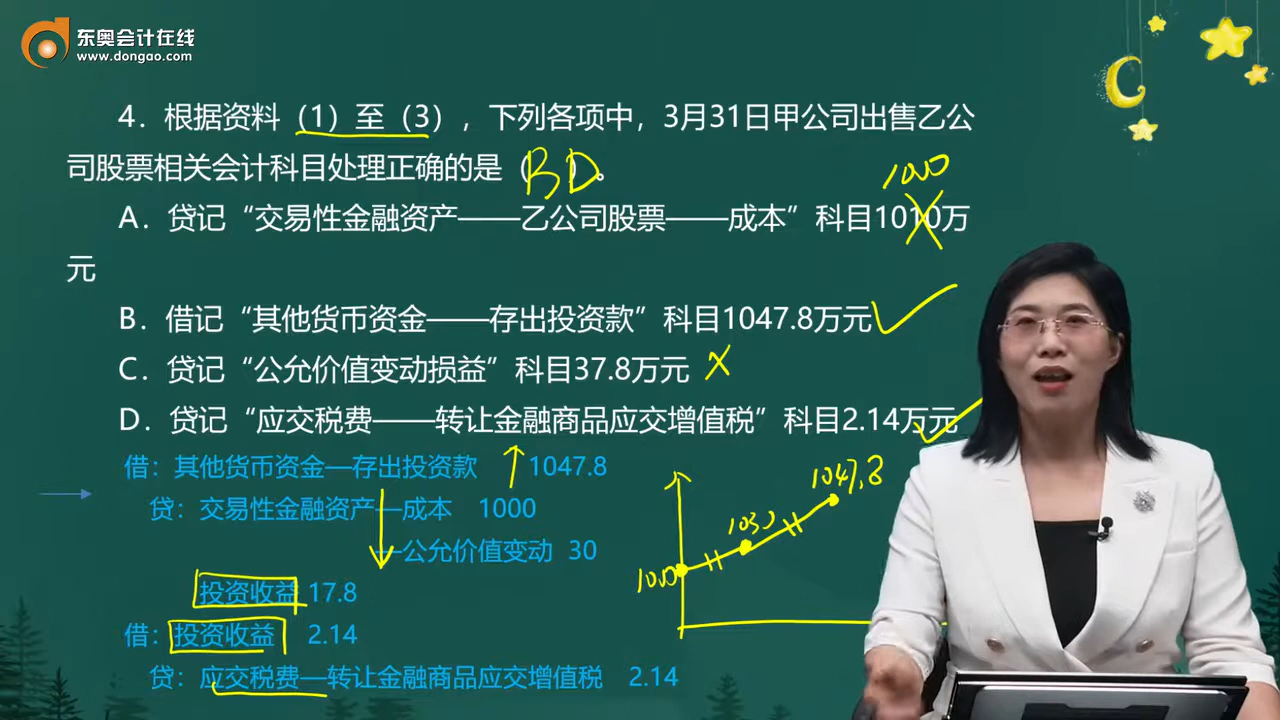 东奥会计在线
www.dongao.com
4．根据资料（1）至（3），下列各项中，3月31日甲公司出售乙公
司股票相关会计科目处理正确的是（BD）。
1000
A．贷记“交易性金融资产——乙公司股票——成本”科目1010万
元
B．借记“其他货币资金——存出投资款”科目1047.8万元
C．贷记“公允价值变动损益”科目37.8万元
D．贷记“应交税费——转让金融商品应交增值税”科目2.14万元
借：其他货币资金—存出投资款 1047.8
贷：交易性金融资产—成本 1000
—公允价值变动 30
投资收益 17.8
借：投资收益 2.14
贷：应交税费—转让金融商品应交增值税 2.14
1047.8
1030
1000